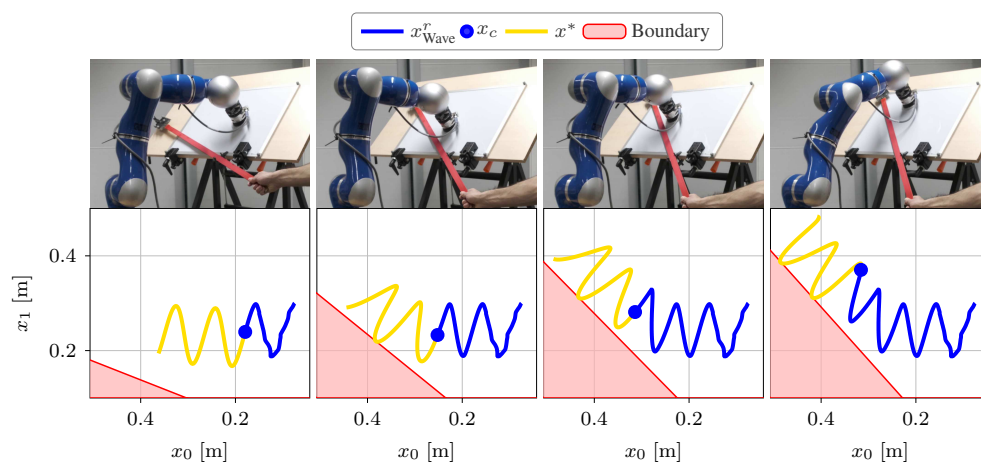 x^r_Wave x_c x^* Boundary
0.4
0.2
x_1 [m]
0.4 0.2 0.4 0.2 0.4 0.2 0.4 0.2
x_0 [m] x_0 [m] x_0 [m] x_0 [m]